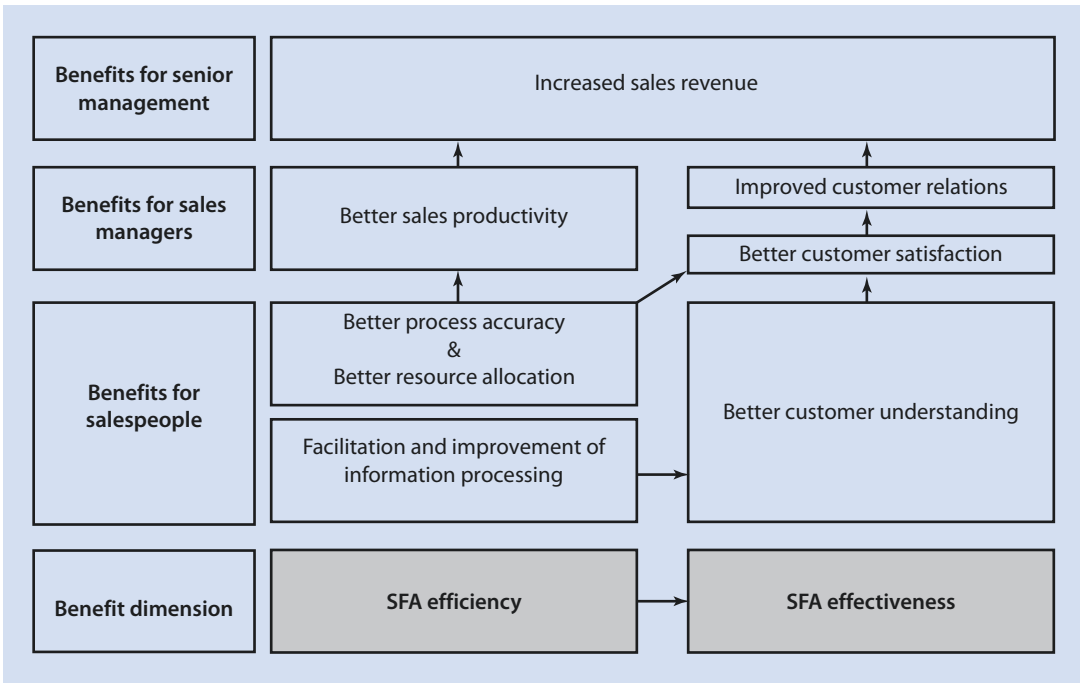 Benefits for senior
management
Increased sales revenue
Benefits for sales
managers
Better sales productivity
Improved customer relations
Better customer satisfaction
Benefits for
salespeople
Better process accuracy
&
Better resource allocation
Facilitation and improvement of
information processing
Better customer understanding
Benefit dimension
SFA efficiency
SFA effectiveness